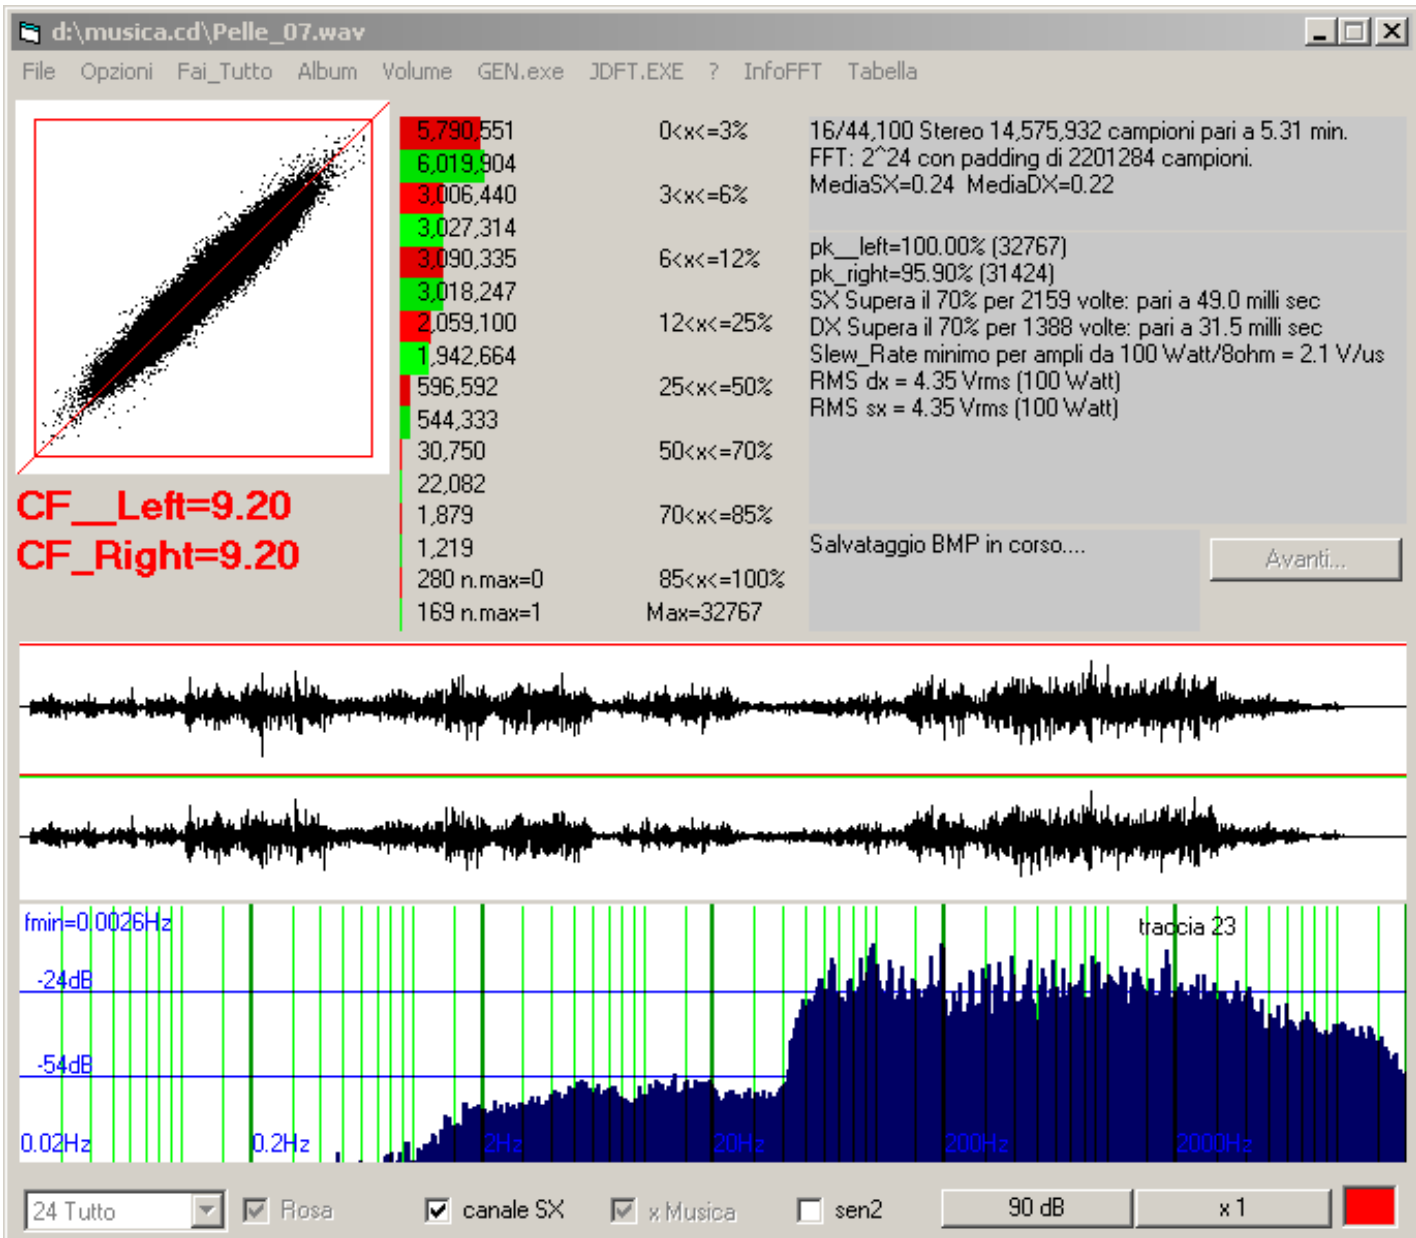 d:\musica.cd\Pelle_07.wav
File Opzioni Fai_Tutto Album Volume GEN.exe JDFT.EXE ? InfoFFT Tabella
5,790,551 0<x<=3%
6,019,904
3,006,440 3<x<=6%
3,027,314
3,090,335 6<x<=12%
3,018,247
2,059,100 12<x<=25%
1,942,664
596,592 25<x<=50%
544,333
30,750 50<x<=70%
22,082
1,879 70<x<=85%
1,219
280 n.max=0 85<x<=100%
169 n.max=1 Max=32767
16/44,100 Stereo 14,575,932 campioni pari a 5.31 min.
FFT: 2^24 con padding di 2201284 campioni.
MediaSX=0.24 MediaDX=0.22
pk__left=100.00% (32767)
pk_right=95.90% (31424)
SX Supera il 70% per 2159 volte: pari a 49.0 milli sec
DX Supera il 70% per 1388 volte: pari a 31.5 milli sec
Slew_Rate minimo per ampli da 100 Watt/8ohm = 2.1 V/us
RMS dx = 4.35 Vrms (100 Watt)
RMS sx = 4.35 Vrms (100 Watt)
CF__Left=9.20
CF_Right=9.20
Salvataggio BMP in corso....
Avanti...
fmin=0.0026Hz
traccia 23
-24dB
-54dB
0.02Hz 0.2Hz 2Hz 20Hz 200Hz 2000Hz
24 Tutto Rosa canale SX x Musica sen2 90 dB x 1